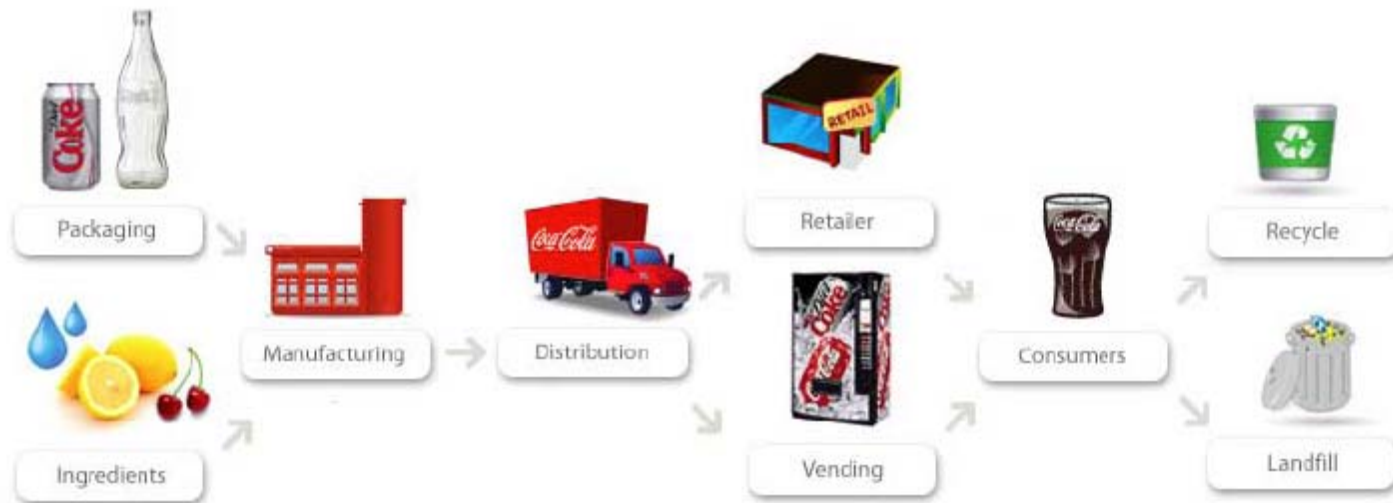 Diet
Coke
Packaging
Ingredients
Manufacturing
Coca-Cola
Distribution
RETAIL
Retailer
Diet
Coke
Vending
Coca-Cola
Consumers
Recycle
Landfill